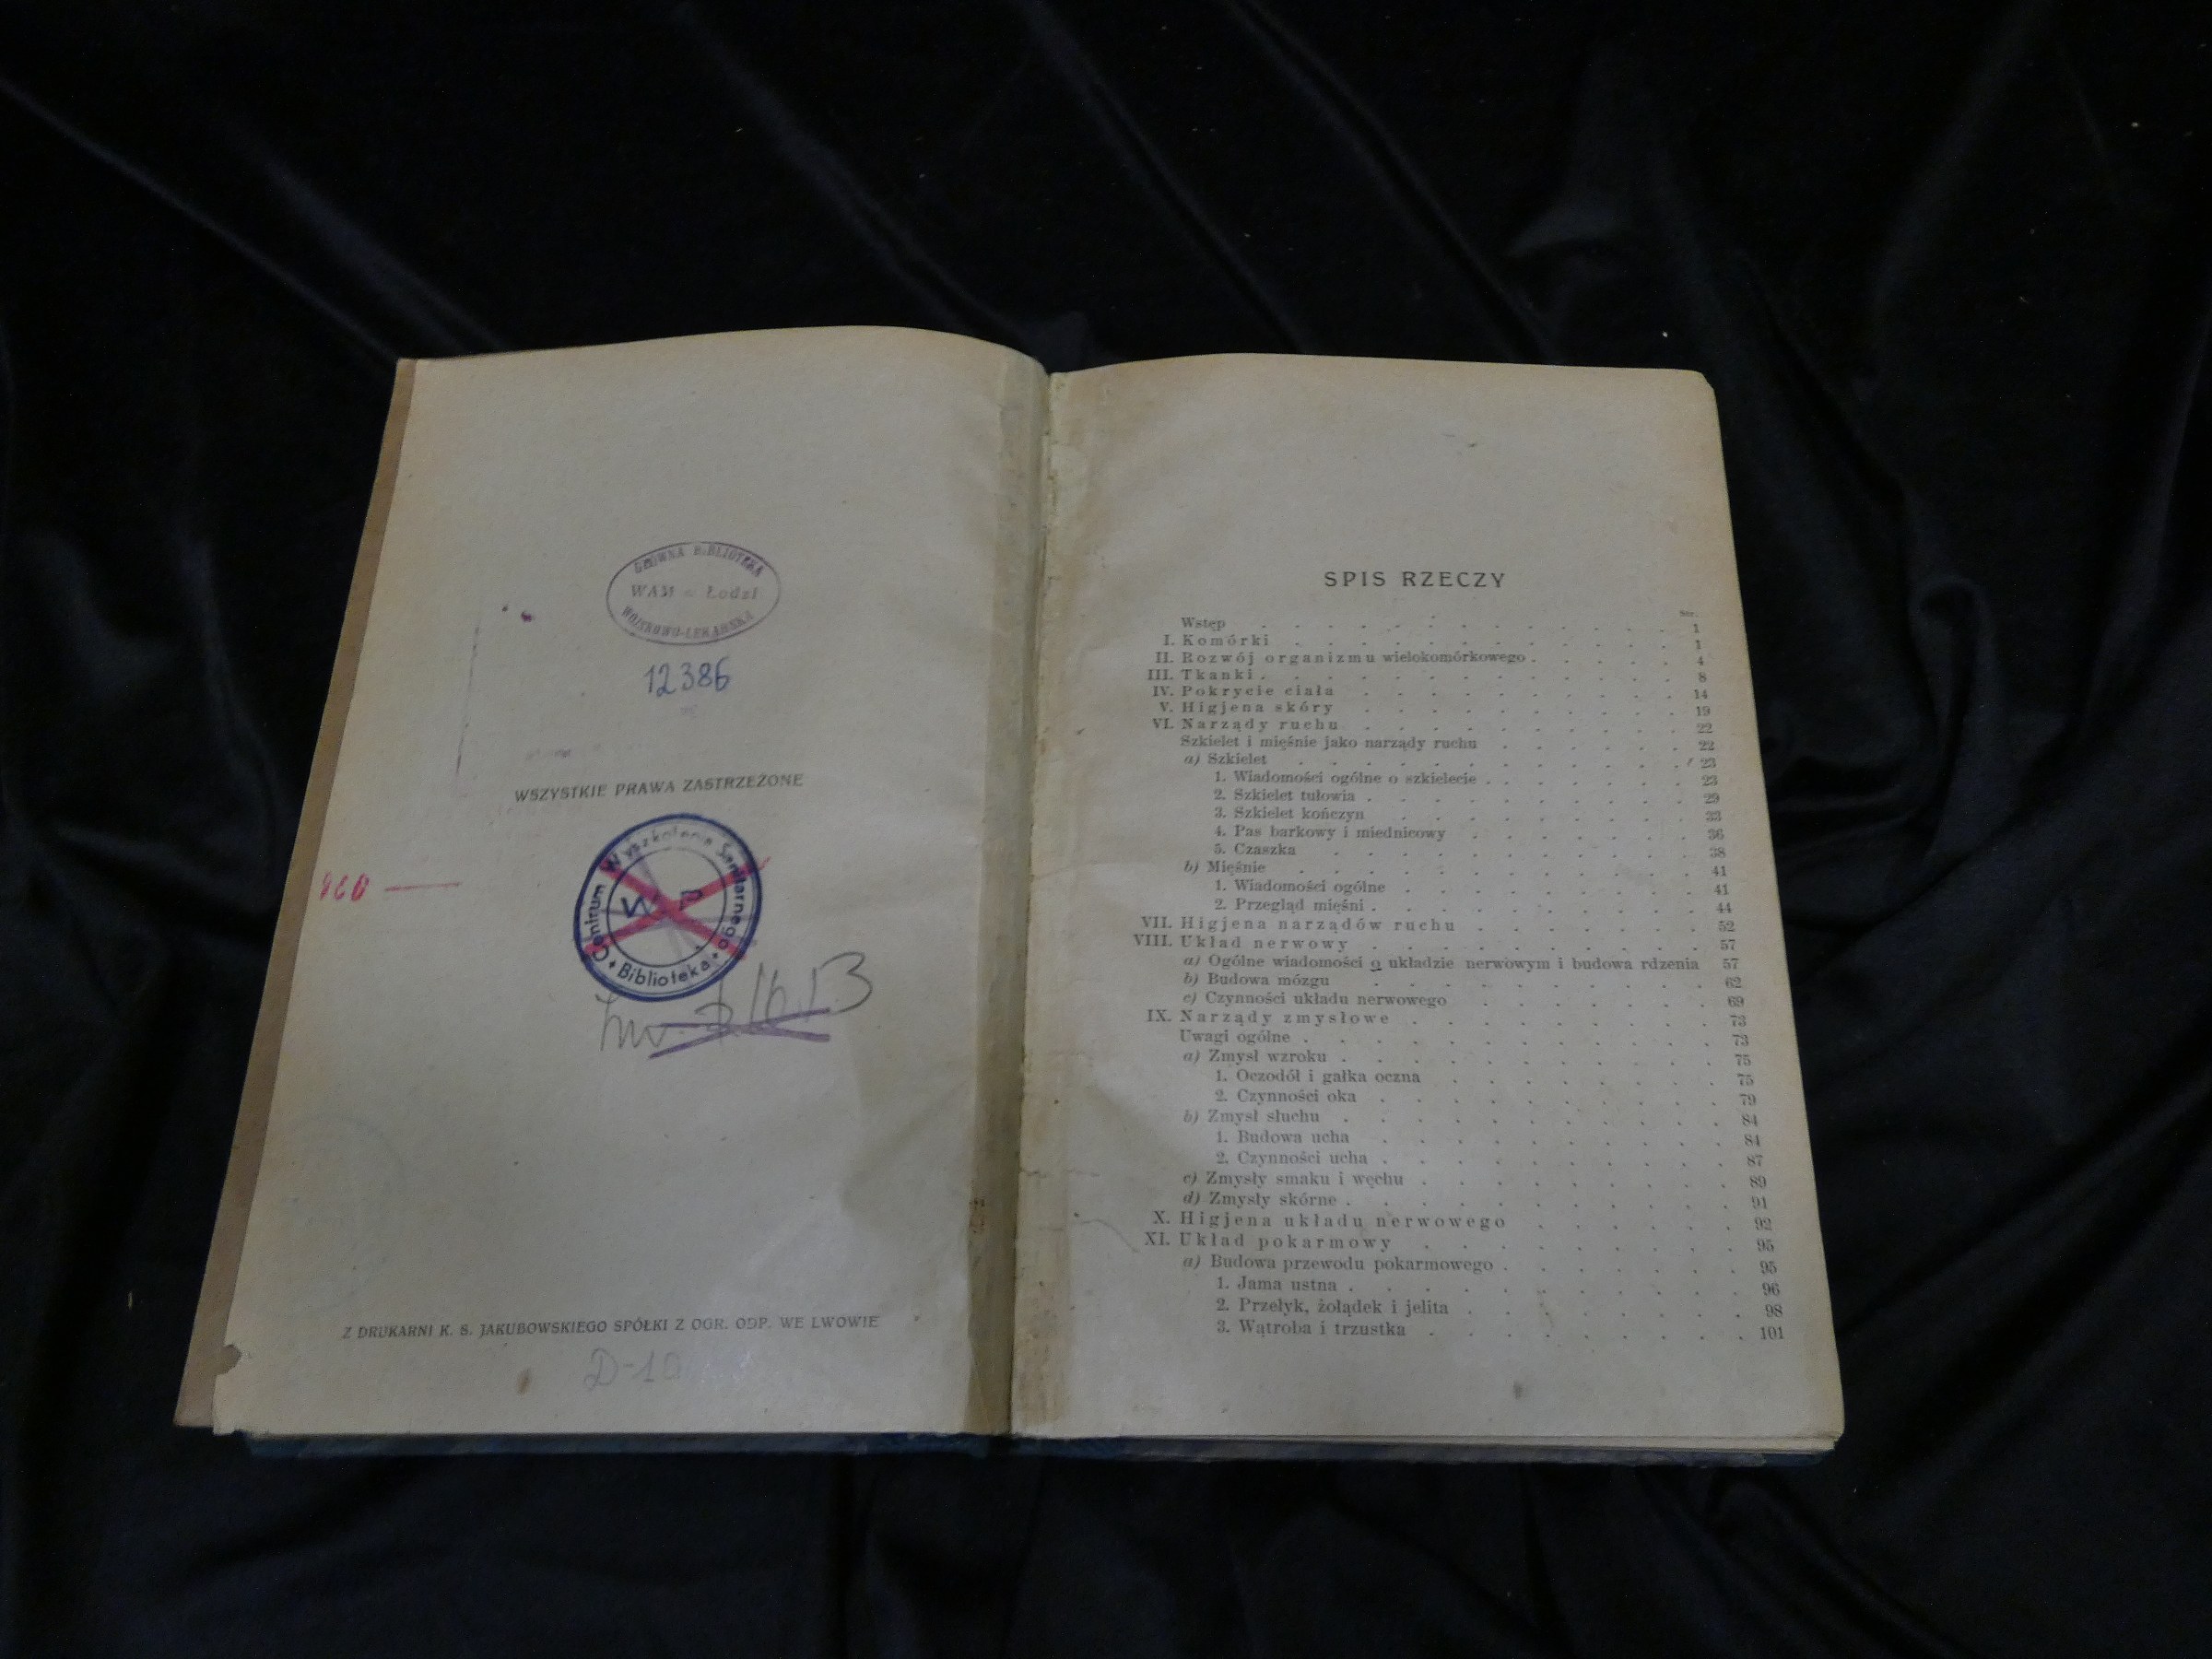 GŁÓWNA BIBLIOTEKA
WAM - Łodzi
WOJSKOWO-LEKARSKA
12386
WSZYSTKIE PRAWA ZASTRZEŻONE
Centrum Wyszkolenia Sanitarnego
W P
Biblioteka
Z DRUKARNI K. S. JAKUBOWSKIEGO SPÓŁKI Z OGR. ODP. WE LWOWIE
SPIS RZECZY
Str.
Wstęp . . . . . . . . . . . 1
I. Komórki . . . . . . . . . . . 1
II. Rozwój organizmu wielokomórkowego . . . . . 4
III. Tkanki . . . . . . . . . . . 8
IV. Pokrycie ciała . . . . . . . . . . 14
V. Higjena skóry . . . . . . . . . . 19
VI. Narządy ruchu . . . . . . . . . . 22
Szkielet i mięśnie jako narządy ruchu . . . . . . 22
a) Szkielet . . . . . . . . . . . 23
1. Wiadomości ogólne o szkielecie . . . . . . 23
2. Szkielet tułowia . . . . . . . . . 29
3. Szkielet kończyn . . . . . . . . . 33
4. Pas barkowy i miednicowy . . . . . . . 36
5. Czaszka . . . . . . . . . . 38
b) Mięśnie . . . . . . . . . . . 41
1. Wiadomości ogólne . . . . . . . . 41
2. Przegląd mięśni . . . . . . . . . 44
VII. Higjena narządów ruchu . . . . . . . 52
VIII. Układ nerwowy . . . . . . . . . 57
a) Ogólne wiadomości o układzie nerwowym i budowa rdzenia 57
b) Budowa mózgu . . . . . . . . . 62
c) Czynności układu nerwowego . . . . . . 69
IX. Narządy zmysłowe . . . . . . . . 73
Uwagi ogólne . . . . . . . . . . . 73
a) Zmysł wzroku . . . . . . . . . . 75
1. Oczodół i gałka oczna . . . . . . . 75
2. Czynności oka . . . . . . . . . 79
b) Zmysł słuchu . . . . . . . . . . 84
1. Budowa ucha . . . . . . . . . 84
2. Czynności ucha . . . . . . . . . 87
c) Zmysły smaku i węchu . . . . . . . . 89
d) Zmysły skórne . . . . . . . . . . 91
X. Higjena układu nerwowego . . . . . . 92
XI. Układ pokarmowy . . . . . . . . . 95
a) Budowa przewodu pokarmowego . . . . . . 95
1. Jama ustna . . . . . . . . . . 96
2. Przełyk, żołądek i jelita . . . . . . . 98
3. Wątroba i trzustka . . . . . . . . 101